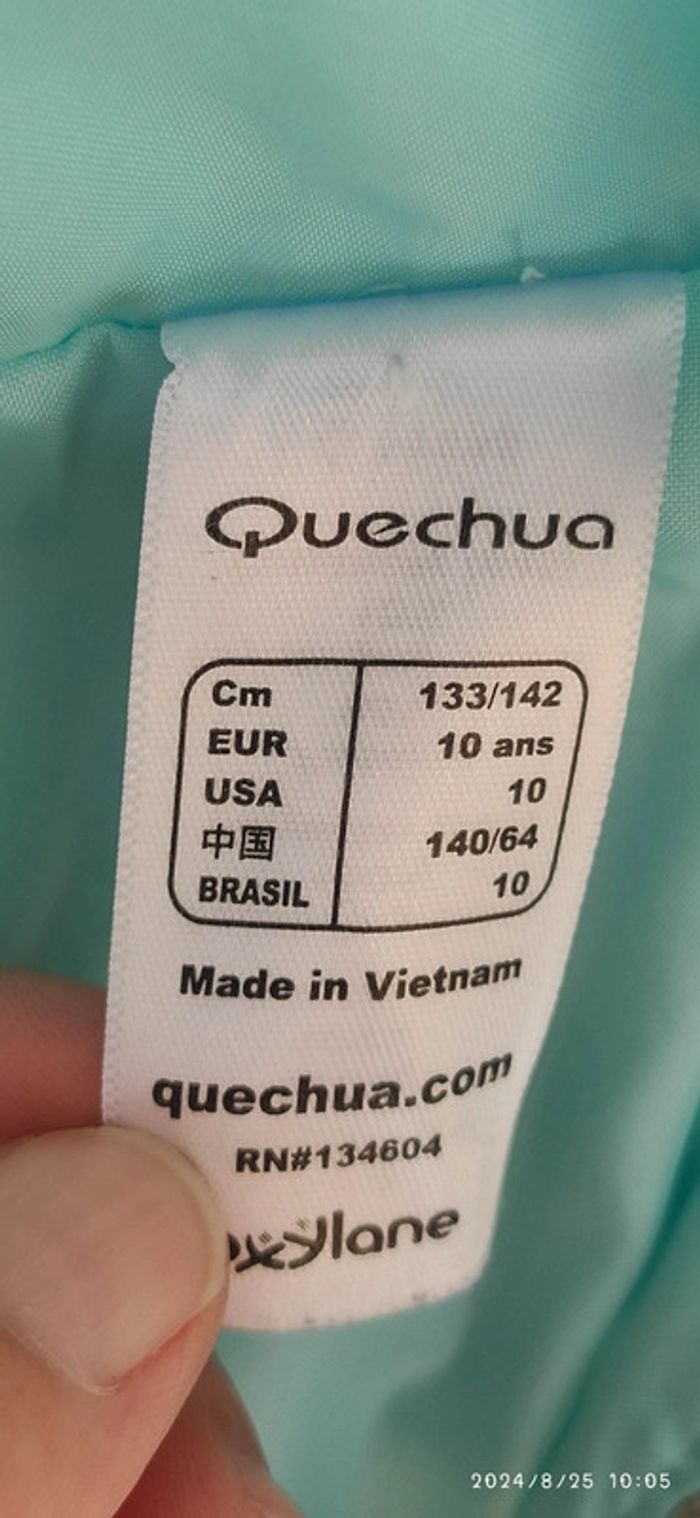 Quechua
Cm 133/142
EUR 10 ans
USA 10
中国 140/64
BRASIL 10
Made in Vietnam
quechua.com
RN#134604
oxylane
2024/8/25 10:05